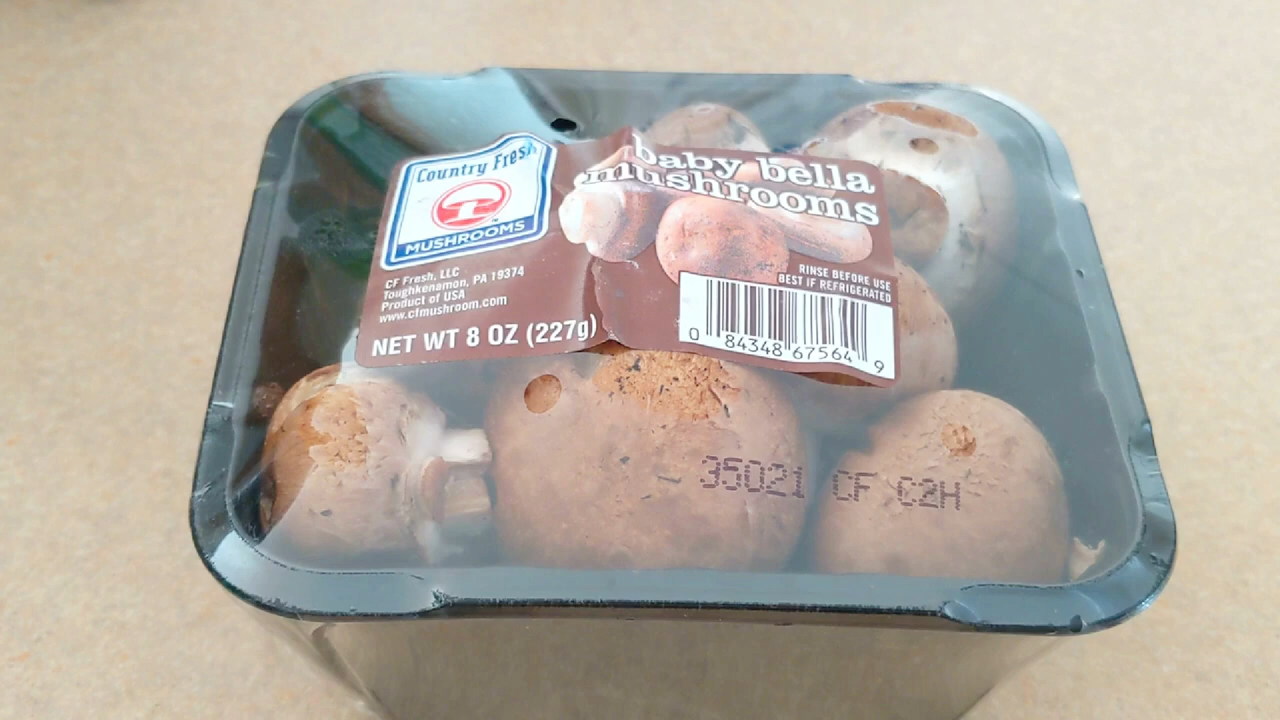 Country Fresh
MUSHROOMS
baby bella
mushrooms
CF Fresh, LLC
Toughkenamon, PA 19374
Product of USA
www.cfmushroom.com
NET WT 8 OZ (227g)
RINSE BEFORE USE
BEST IF REFRIGERATED
0 84348 67564 9
35021 CF C2H